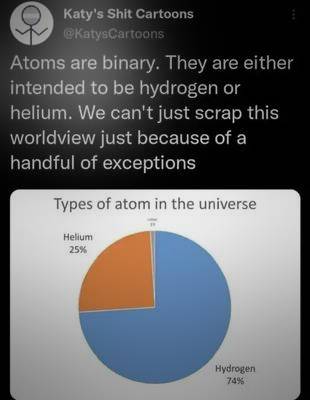 Katy's Shit Cartoons
@KatysCartoons
Atoms are binary. They are either
intended to be hydrogen or
helium. We can't just scrap this
worldview just because of a
handful of exceptions
Types of atom in the universe
Helium
25%
Hydrogen
74%